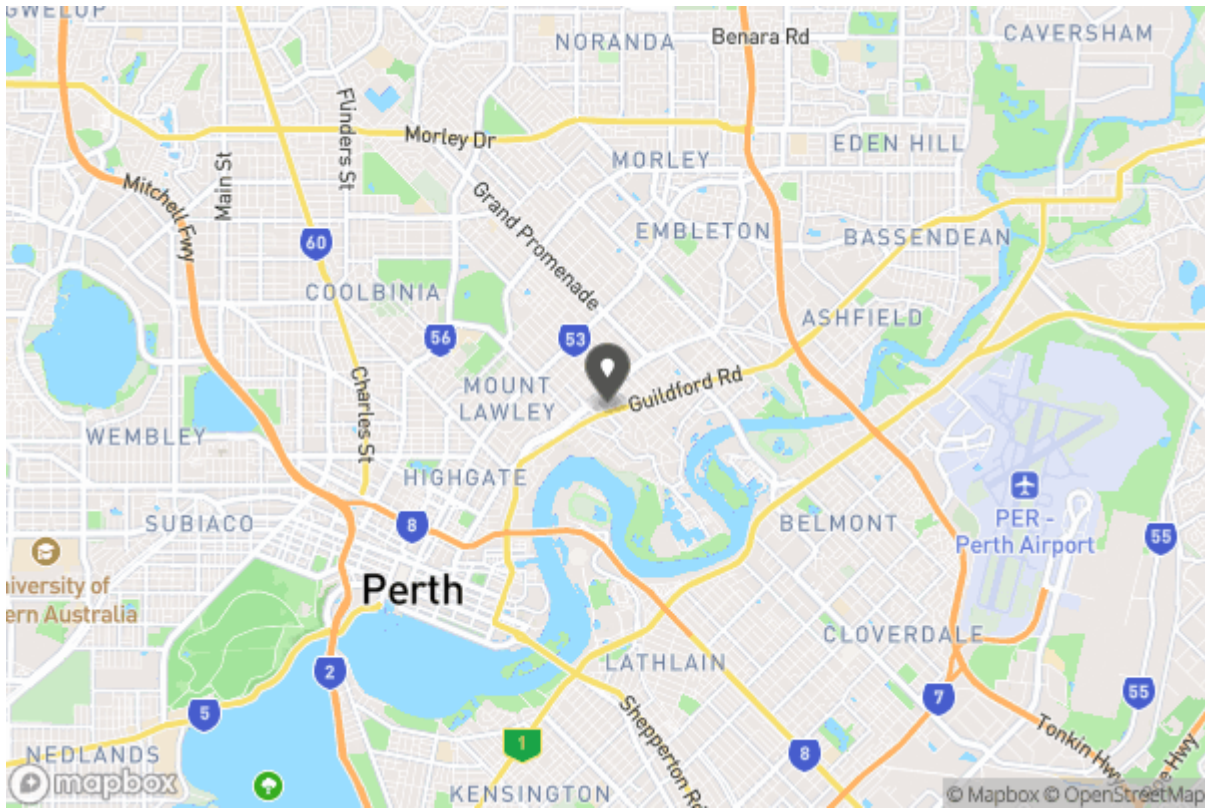 GWELUP
NORANDA
Benara Rd
CAVERSHAM
Flinders St
Morley Dr
MORLEY
EDEN HILL
Main St
Mitchell Fwy
Grand Promenade
60
EMBLETON
BASSENDEAN
COOLBINIA
56
53
ASHFIELD
MOUNT
LAWLEY
Guildford Rd
Charles St
WEMBLEY
HIGHGATE
SUBIACO
8
BELMONT
PER -
Perth Airport
55
niversity of
ern Australia
Perth
CLOVERDALE
LATHLAIN
2
7
55
5
Shepperton Rd
1
8
Tonkin Hwy
NEDLANDS
KENSINGTON
mapbox
© Mapbox © OpenStreetMap